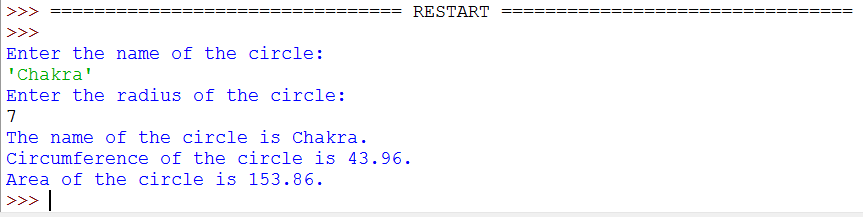 >>> ================================ RESTART ================================
>>>
Enter the name of the circle:
'Chakra'
Enter the radius of the circle:
7
The name of the circle is Chakra.
Circumference of the circle is 43.96.
Area of the circle is 153.86.
>>>